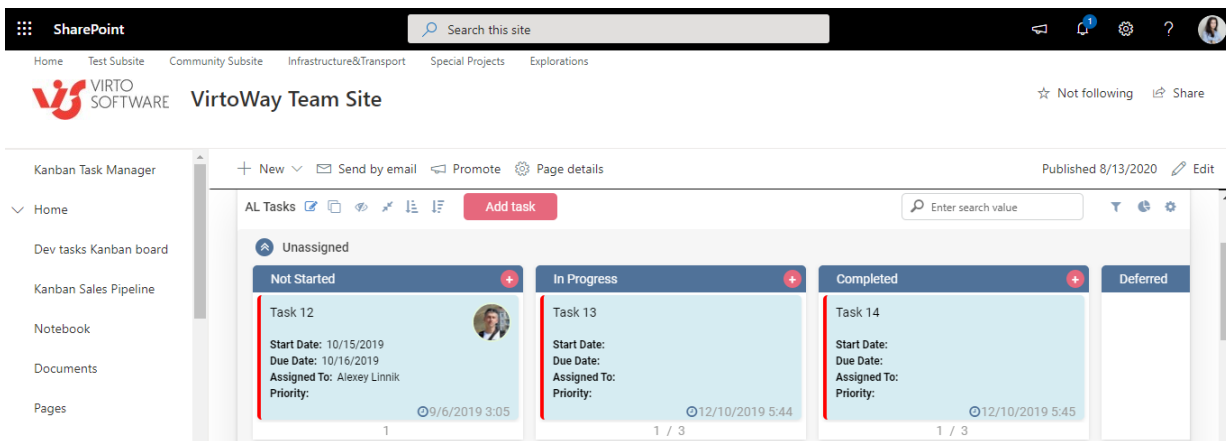 SharePoint
Search this site
1
?
Home Test Subsite Community Subsite Infrastructure&Transport Special Projects Explorations
VIRTO
SOFTWARE
VirtoWay Team Site
Not following Share
Kanban Task Manager
Home
Dev tasks Kanban board
Kanban Sales Pipeline
Notebook
Documents
Pages
New Send by email Promote Page details Published 8/13/2020 Edit
AL Tasks Add task Enter search value
Unassigned
Not Started
Task 12
Start Date: 10/15/2019
Due Date: 10/16/2019
Assigned To: Alexey Linnik
Priority:
9/6/2019 3:05
1
In Progress
Task 13
Start Date:
Due Date:
Assigned To:
Priority:
12/10/2019 5:44
1 / 3
Completed
Task 14
Start Date:
Due Date:
Assigned To:
Priority:
12/10/2019 5:45
1 / 3
Deferred